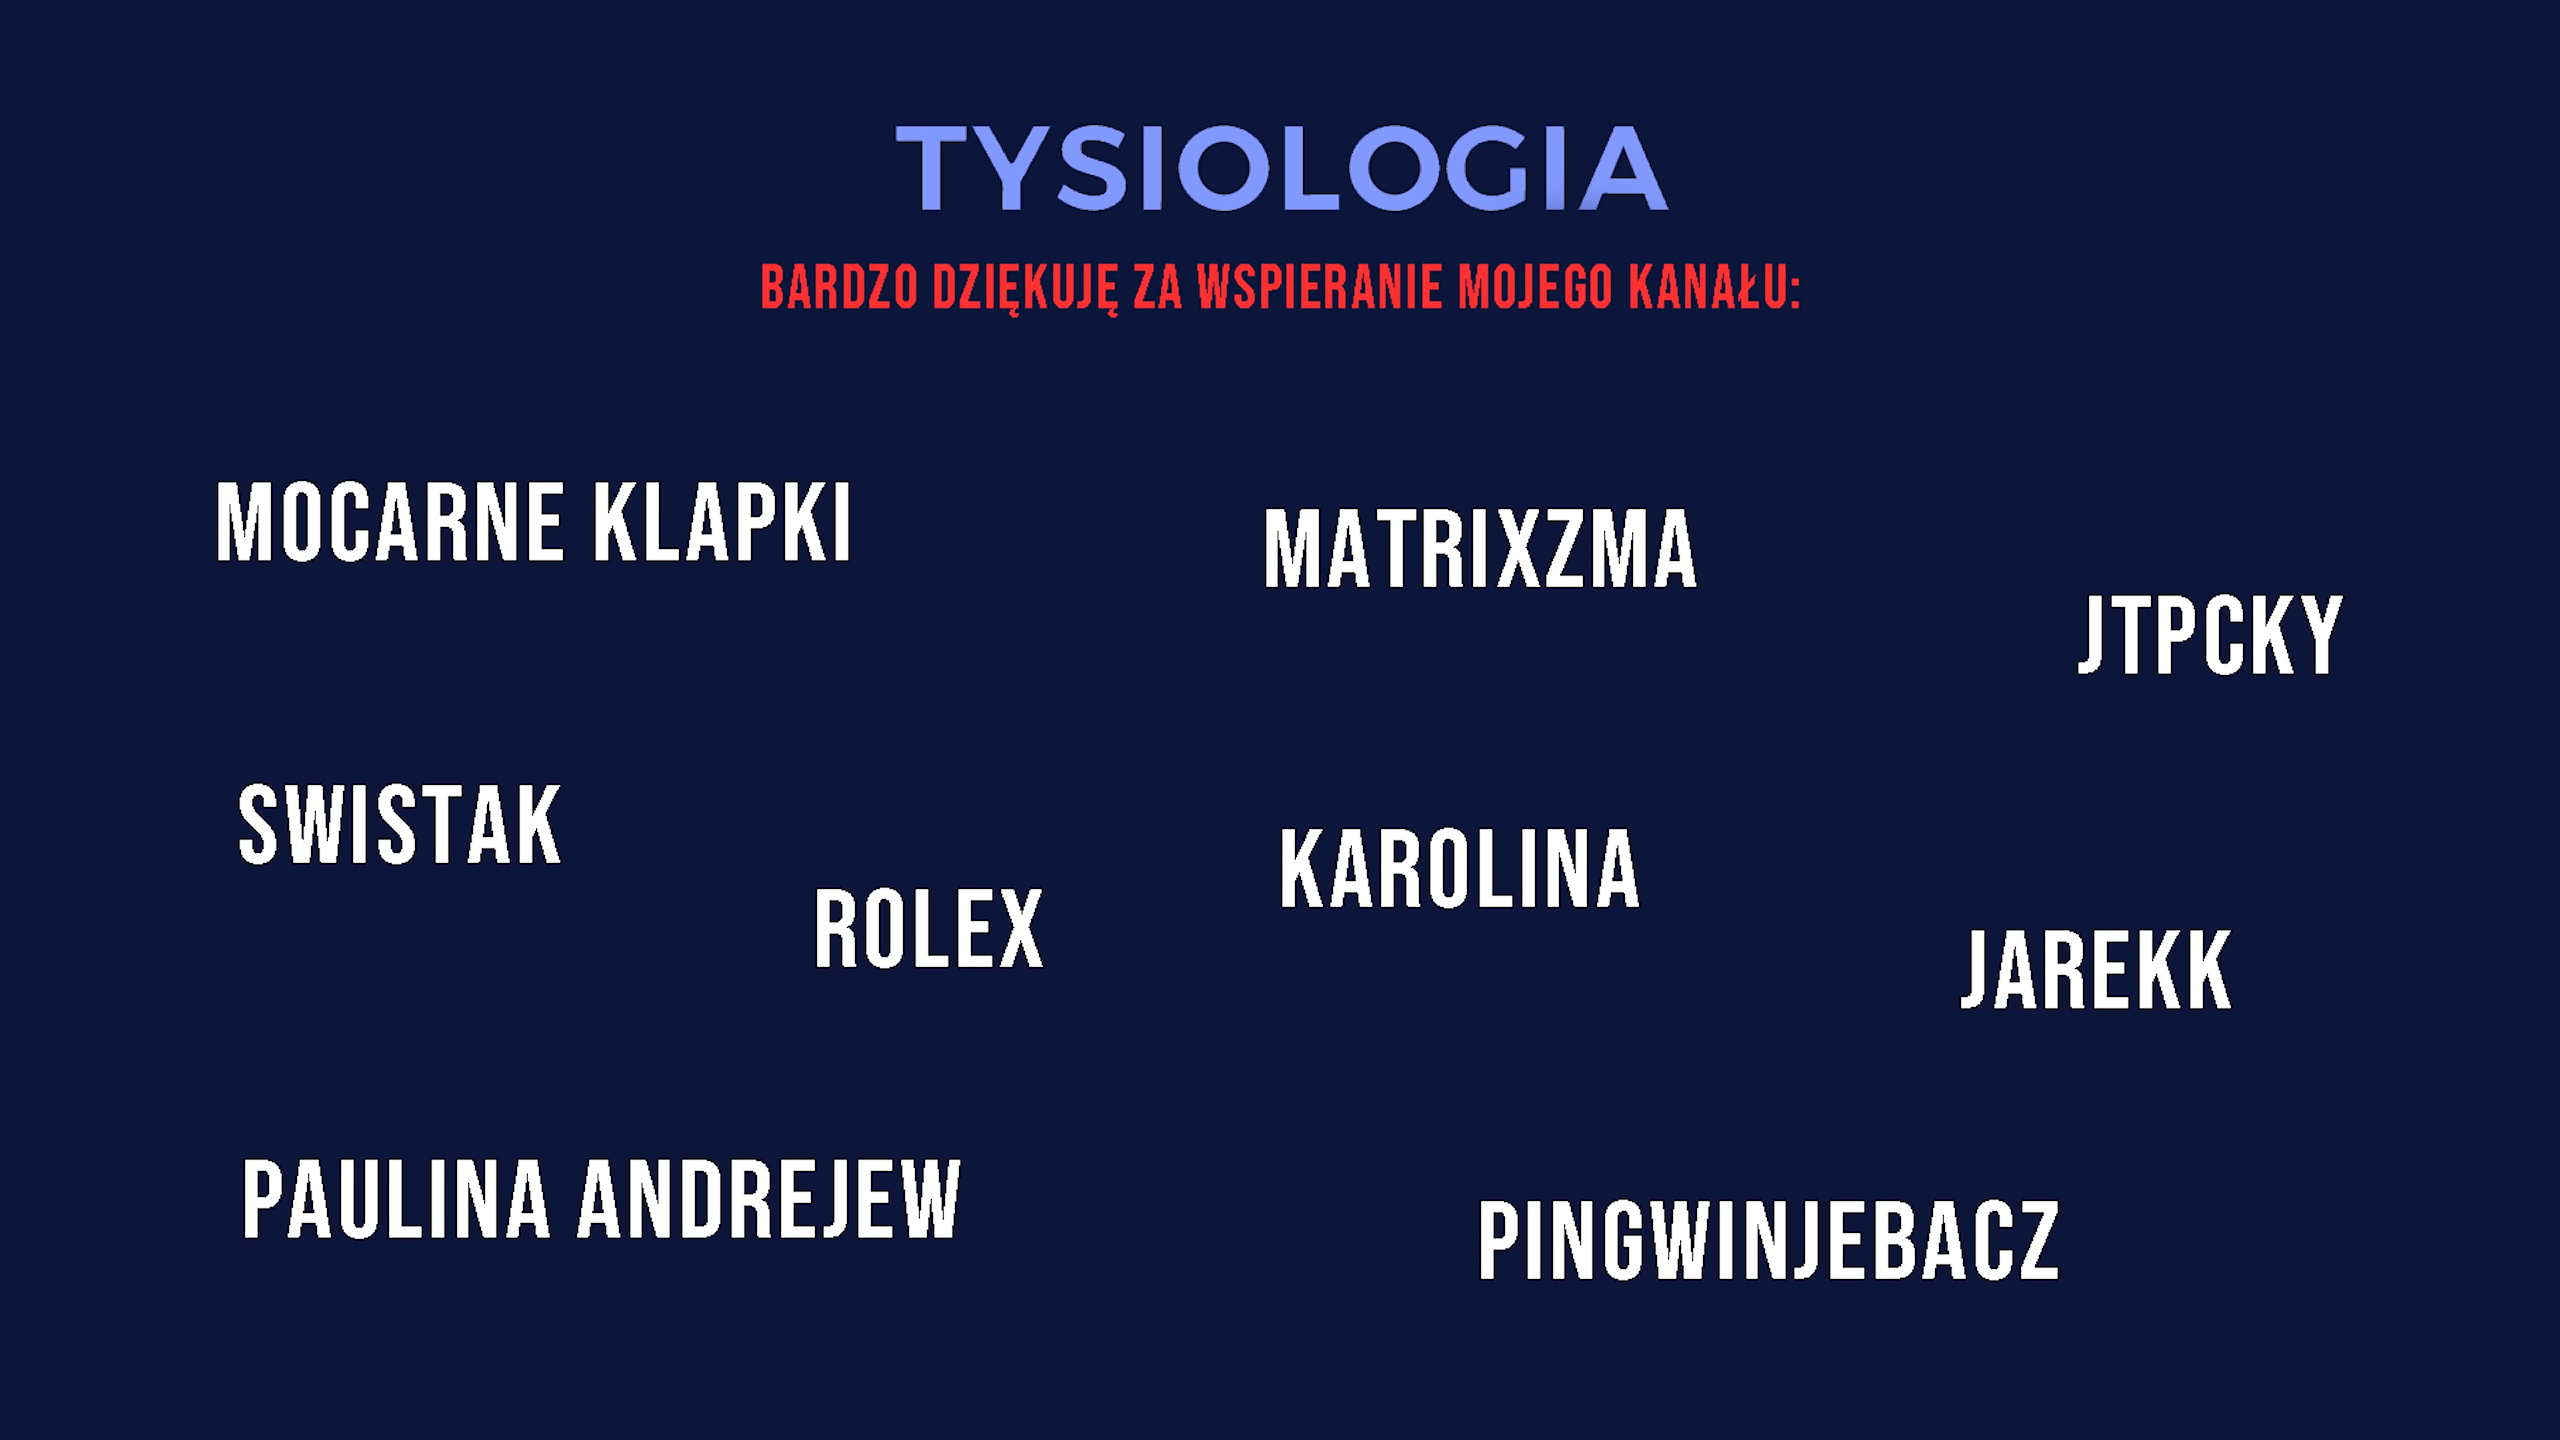 TYSIOLOGIA
BARDZO DZIĘKUJĘ ZA WSPIERANIE MOJEGO KANAŁU:
MOCARNE KLAPKI
MATRIXZMA
JTPCKY
SWISTAK
ROLEX
KAROLINA
JAREKK
PAULINA ANDREJEW
PINGWINJEBACZ